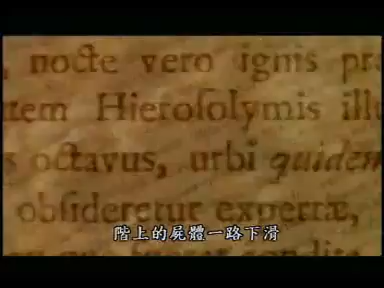 , nocte vero ignis
tem Hierosolymis
s octavus, urbi quidem
obsideretur expertæ,
階上的屍體一路下滑